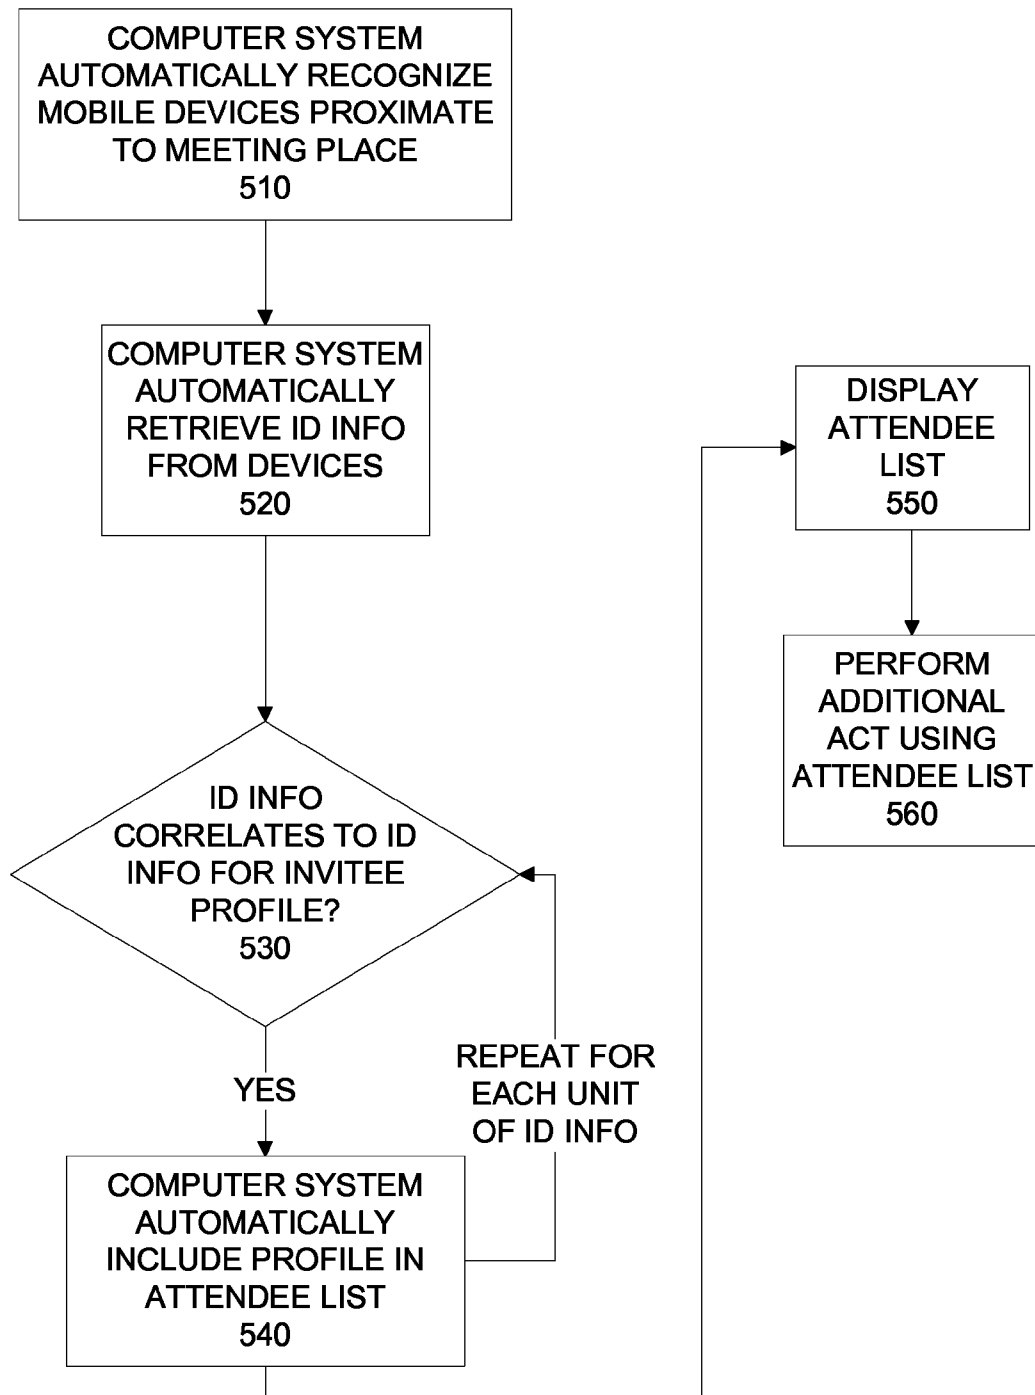 COMPUTER SYSTEM
AUTOMATICALLY RECOGNIZE
MOBILE DEVICES PROXIMATE
TO MEETING PLACE
510
COMPUTER SYSTEM
AUTOMATICALLY
RETRIEVE ID INFO
FROM DEVICES
520
ID INFO
CORRELATES TO ID
INFO FOR INVITEE
PROFILE?
530
YES
REPEAT FOR
EACH UNIT
OF ID INFO
COMPUTER SYSTEM
AUTOMATICALLY
INCLUDE PROFILE IN
ATTENDEE LIST
540
DISPLAY
ATTENDEE
LIST
550
PERFORM
ADDITIONAL
ACT USING
ATTENDEE LIST
560